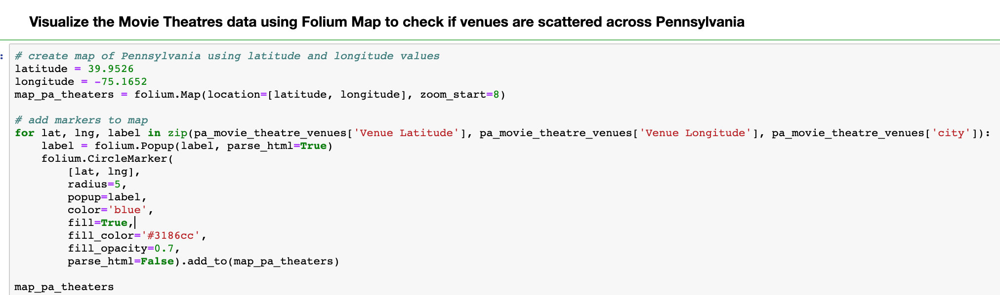 Visualize the Movie Theatres data using Folium Map to check if venues are scattered across Pennsylvania
:
# create map of Pennsylvania using latitude and longitude values
latitude = 39.9526
longitude = -75.1652
map_pa_theaters = folium.Map(location=[latitude, longitude], zoom_start=8)
# add markers to map
for lat, lng, label in zip(pa_movie_theatre_venues['Venue Latitude'], pa_movie_theatre_venues['Venue Longitude'], pa_movie_theatre_venues['city']):
    label = folium.Popup(label, parse_html=True)
    folium.CircleMarker(
        [lat, lng],
        radius=5,
        popup=label,
        color='blue',
        fill=True,
        fill_color='#3186cc',
        fill_opacity=0.7,
        parse_html=False).add_to(map_pa_theaters)
map_pa_theaters